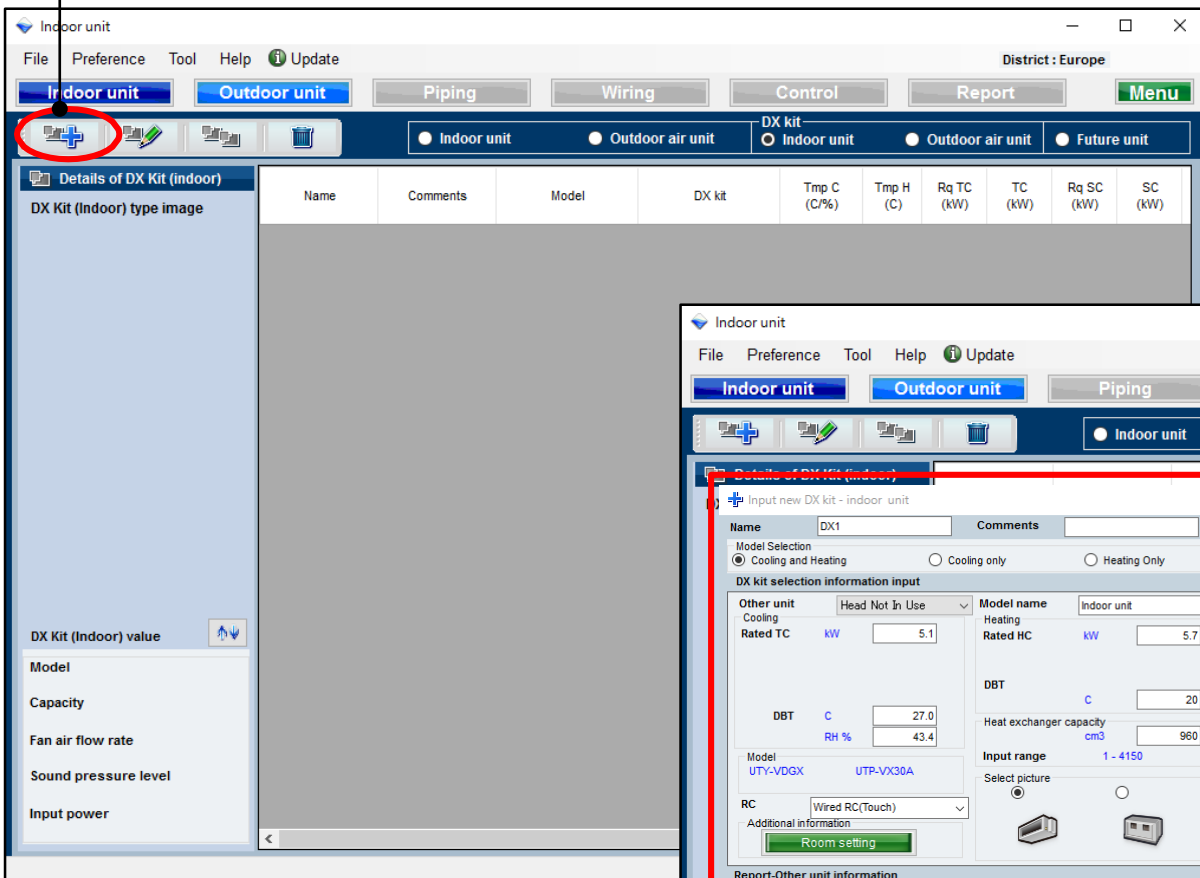 Indoor unit
File Preference Tool Help Update District : Europe
Indoor unit Outdoor unit Piping Wiring Control Report Menu
DX kit
Indoor unit Outdoor air unit Indoor unit Outdoor air unit Future unit
Details of DX Kit (indoor)
DX Kit (Indoor) type image
Name Comments Model DX kit Tmp C (C/%) Tmp H (C) Rq TC (kW) TC (kW) Rq SC (kW) SC (kW)
DX Kit (Indoor) value
Model
Capacity
Fan air flow rate
Sound pressure level
Input power
Indoor unit
File Preference Tool Help Update
Indoor unit Outdoor unit Piping
Indoor unit
Details of DX Kit (indoor)
Input new DX kit - indoor unit
Name DX1 Comments
Model Selection
Cooling and Heating Cooling only Heating Only
DX kit selection information input
Other unit Head Not In Use Model name Indoor unit
Cooling Heating
Rated TC kW 5.1 Rated HC kW 5.7
DBT
C 20
DBT C 27.0
Heat exchanger capacity
RH % 43.4 cm3 960
Model Input range 1 - 4150
UTY-VDGX UTP-VX30A
Select picture
RC Wired RC(Touch)
Additional information
Room setting
Report-Other unit information